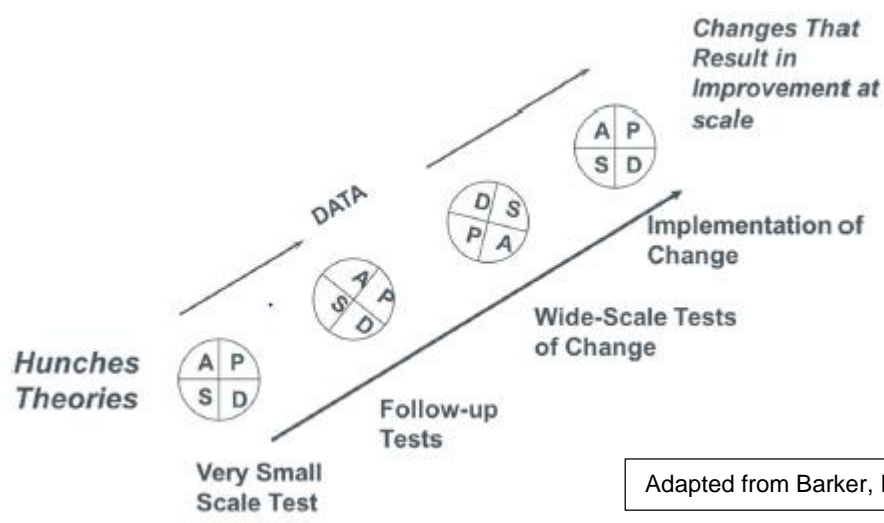 Changes That
Result in
Improvement at
scale
A P
S D
DATA
D S
P A
Implementation of
Change
A P
S D
Wide-Scale Tests
of Change
Hunches
Theories
A P
S D
Follow-up
Tests
Very Small
Scale Test
Adapted from Barker,